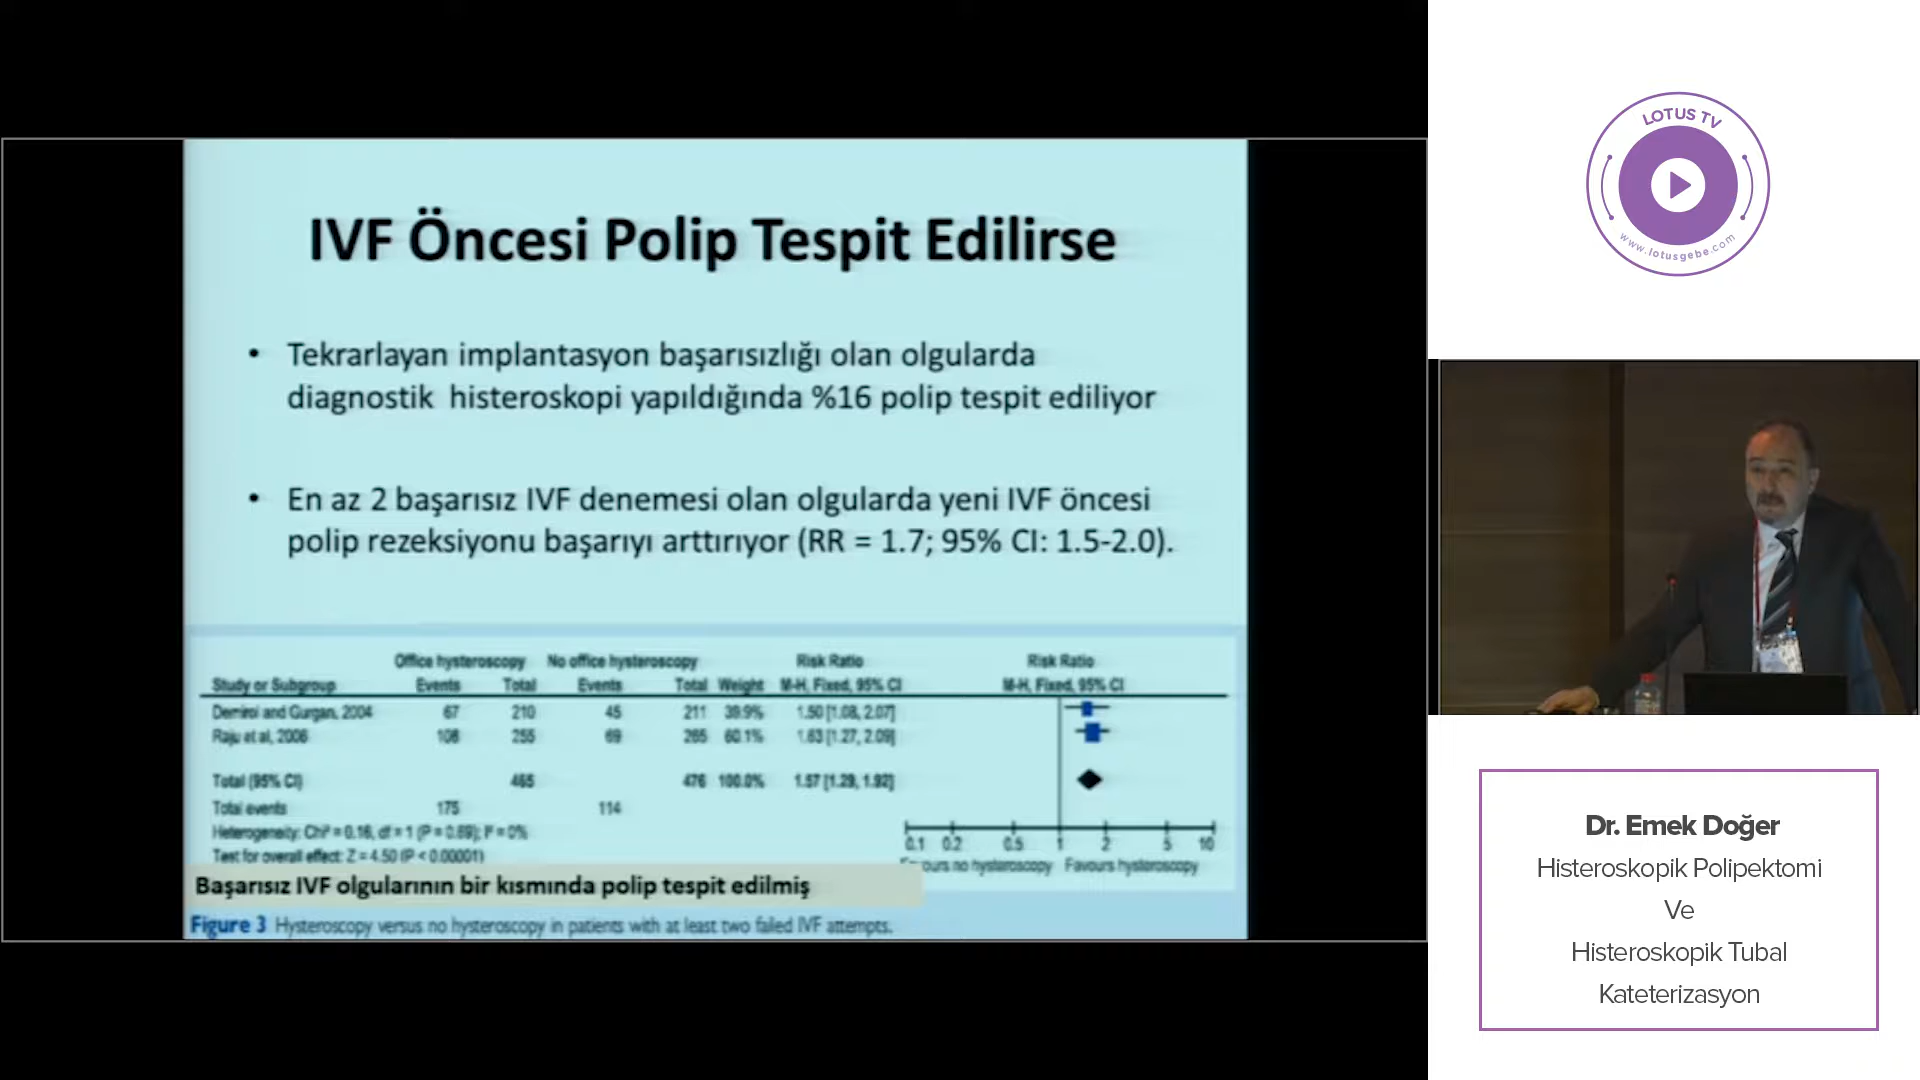 IVF Öncesi Polip Tespit Edilirse
• Tekrarlayan implantasyon başarısızlığı olan olgularda
diagnostik histeroskopi yapıldığında %16 polip tespit ediliyor
• En az 2 başarısız IVF denemesi olan olgularda yeni IVF öncesi
polip rezeksiyonu başarıyı arttırıyor (RR = 1.7; 95% CI: 1.5-2.0).
Office hysteroscopy No office hysteroscopy Risk Ratio Risk Ratio
Study or Subgroup Events Total Events Total Weight M-H, Fixed, 95% CI M-H, Fixed, 95% CI
Demirol and Gurgan, 2004 67 210 45 211 39.9% 1.50 [1.08, 2.07]
Raju et al, 2006 108 255 69 265 60.1% 1.63 [1.27, 2.09]
Total (95% CI) 465 476 100.0% 1.57 [1.29, 1.92]
Total events 175 114
Heterogeneity: Chi² = 0.16, df = 1 (P = 0.69); I² = 0%
Test for overall effect: Z = 4.50 (P < 0.00001)
0.1 0.2 0.5 1 2 5 10
ours no hysteroscopy Favours hysteroscopy
Başarısız IVF olgularının bir kısmında polip tespit edilmiş
Figure 3 Hysteroscopy versus no hysteroscopy in patients with at least two failed IVF attempts.
LOTUS TV
www.lotusgebe.com
Dr. Emek Doğer
Histeroskopik Polipektomi
Ve
Histeroskopik Tubal
Kateterizasyon